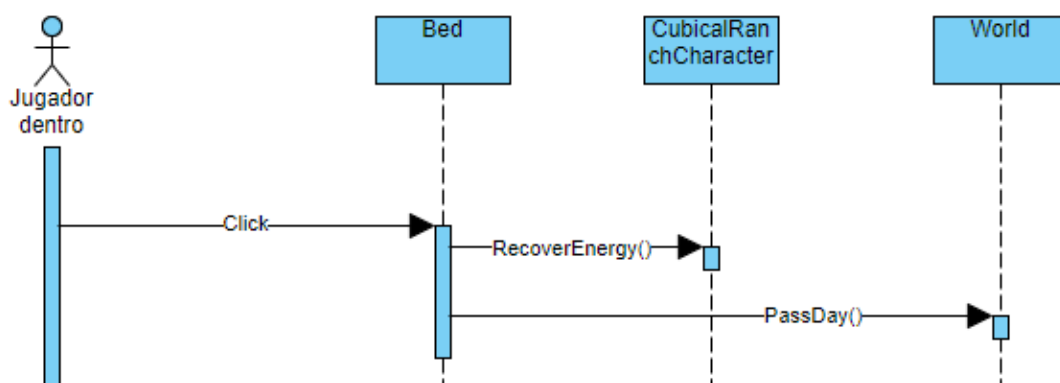 Jugador
dentro
Bed
CubicalRan
chCharacter
World
Click
RecoverEnergy()
PassDay()